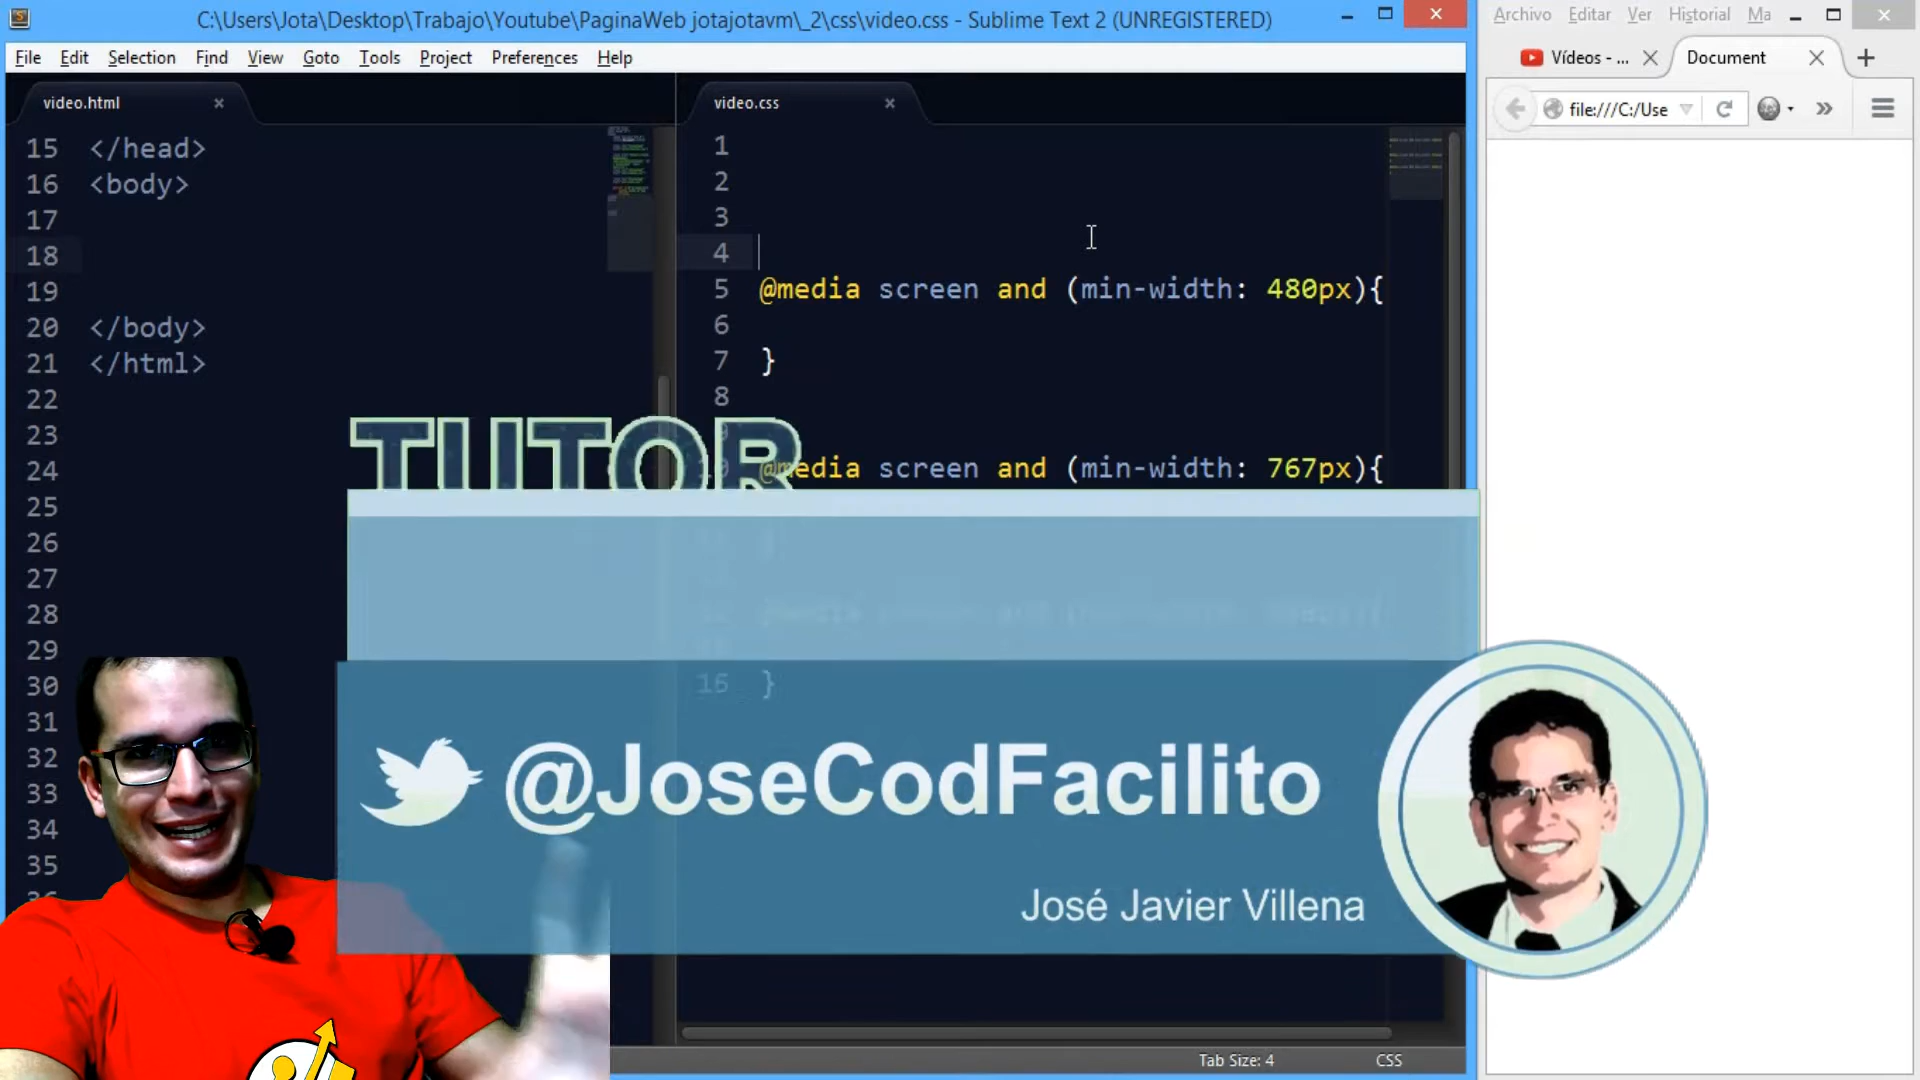 C:\Users\Jota\Desktop\Trabajo\Youtube\PaginaWeb jotajotavm\_2\css\video.css - Sublime Text 2 (UNREGISTERED)
File Edit Selection Find View Goto Tools Project Preferences Help
video.html
15 </head>
16 <body>
17
18
19
20 </body>
21 </html>
22
23
24
25
26
27
28
29
30
31
32
33
34
35
video.css
1
2
3
4
5 @media screen and (min-width: 480px){
6
7 }
8
@media screen and (min-width: 767px){
16 }
Tab Size: 4 CSS
Archivo Editar Ver Historial Ma
Vídeos - ...
Document
file:///C:/Use
TUTOR
@JoseCodFacilito
José Javier Villena